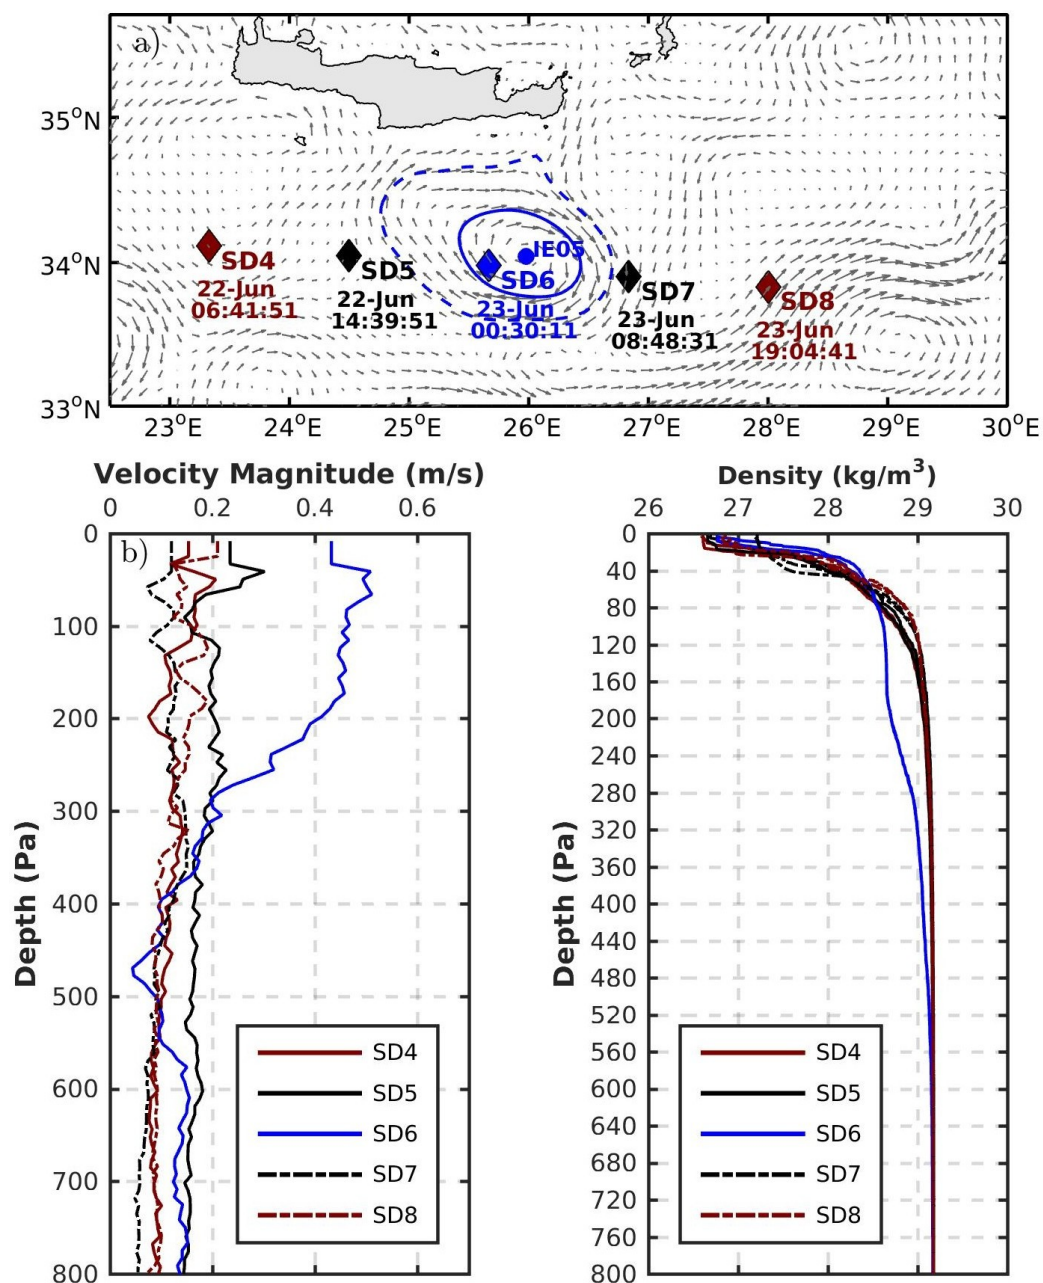 a)
35°N
34°N
33°N
IE05
SD4
22-Jun
06:41:51
SD5
22-Jun
14:39:51
SD6
23-Jun
00:30:11
SD7
23-Jun
08:48:31
SD8
23-Jun
19:04:41
23°E 24°E 25°E 26°E 27°E 28°E 29°E 30°E
Velocity Magnitude (m/s)
0 0.2 0.4 0.6
b)
Depth (Pa)
0
100
200
300
400
500
600
700
800
SD4
SD5
SD6
SD7
SD8
Density (kg/m³)
26 27 28 29 30
Depth (Pa)
0
40
80
120
160
200
240
280
320
360
400
440
480
520
560
600
640
680
720
760
800
SD4
SD5
SD6
SD7
SD8